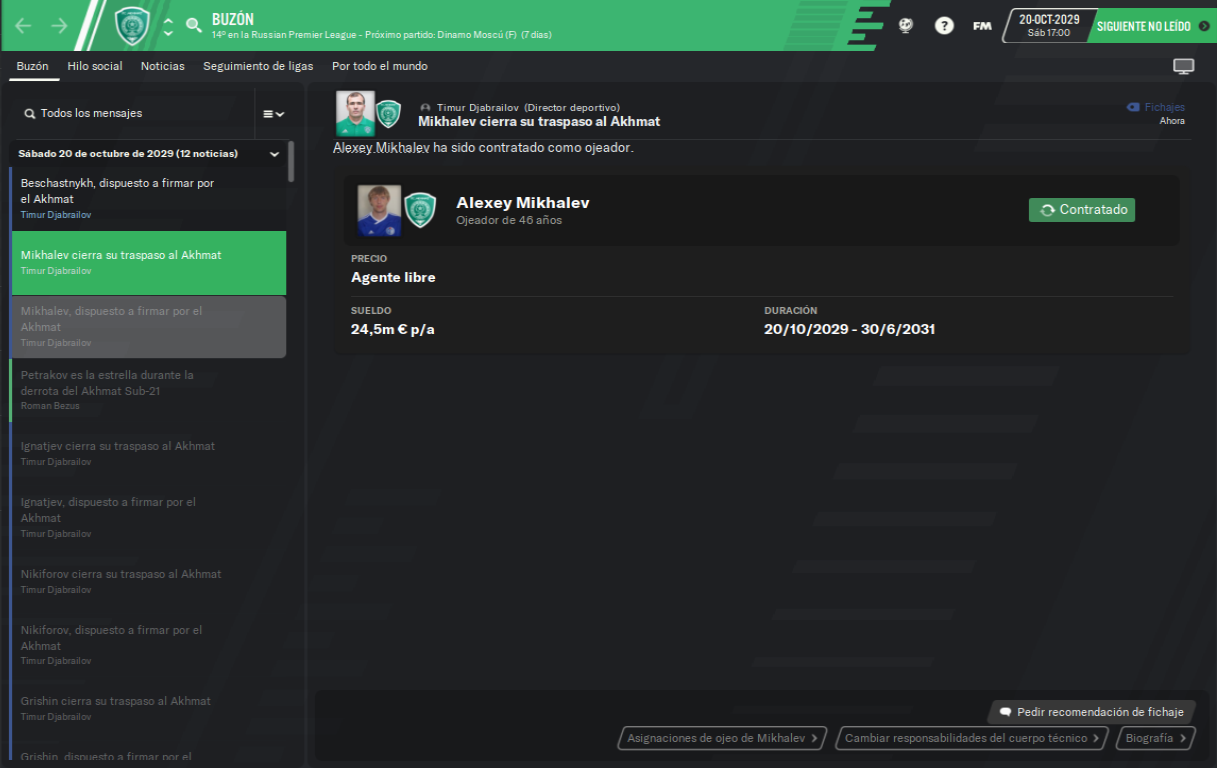 BUZÓN
14º en la Russian Premier League - Próximo partido: Dinamo Moscú (F) (7 días)
?
FM
20-OCT-2029
Sáb 17:00
SIGUIENTE NO LEÍDO
Buzón
Hilo social
Noticias
Seguimiento de ligas
Por todo el mundo
Todos los mensajes
Sábado 20 de octubre de 2029 (12 noticias)
Beschastnykh, dispuesto a firmar por
el Akhmat
Timur Djabrailov
Mikhalev cierra su traspaso al Akhmat
Timur Djabrailov
Mikhalev, dispuesto a firmar por el
Akhmat
Timur Djabrailov
Petrakov es la estrella durante la
derrota del Akhmat Sub-21
Roman Bezus
Ignatjev cierra su traspaso al Akhmat
Timur Djabrailov
Ignatjev, dispuesto a firmar por el
Akhmat
Timur Djabrailov
Nikiforov cierra su traspaso al Akhmat
Timur Djabrailov
Nikiforov, dispuesto a firmar por el
Akhmat
Timur Djabrailov
Grishin cierra su traspaso al Akhmat
Timur Djabrailov
Grishin, dispuesto a firmar por el
Timur Djabrailov (Director deportivo)
Mikhalev cierra su traspaso al Akhmat
Fichajes
Ahora
Alexey Mikhalev ha sido contratado como ojeador.
Alexey Mikhalev
Ojeador de 46 años
Contratado
PRECIO
Agente libre
SUELDO
24,5m € p/a
DURACIÓN
20/10/2029 - 30/6/2031
Pedir recomendación de fichaje
Asignaciones de ojeo de Mikhalev
Cambiar responsabilidades del cuerpo técnico
Biografía